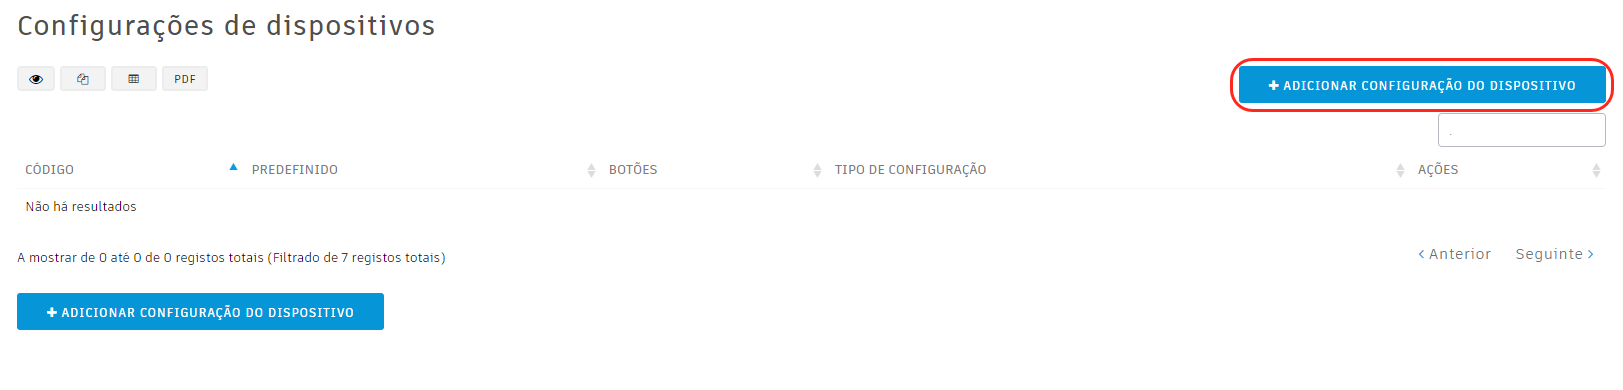 Configurações de dispositivos
PDF
ADICIONAR CONFIGURAÇÃO DO DISPOSITIVO
.
CÓDIGO PREDEFINIDO BOTÕES TIPO DE CONFIGURAÇÃO AÇÕES
Não há resultados
A mostrar de 0 até 0 de 0 registos totais (Filtrado de 7 registos totais)
Anterior Seguinte
ADICIONAR CONFIGURAÇÃO DO DISPOSITIVO